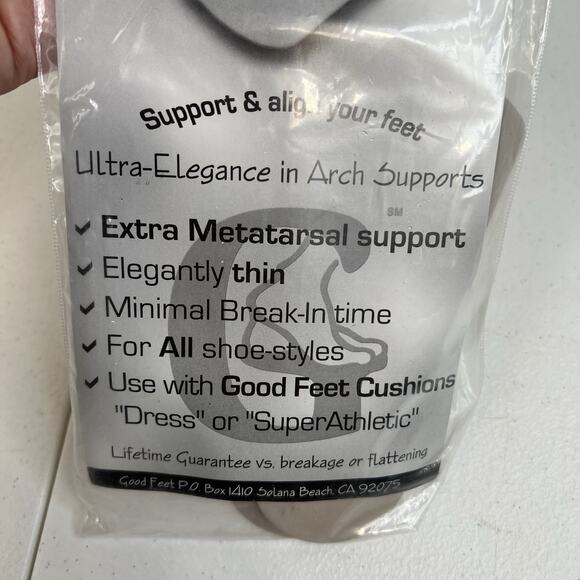 Support & align your feet
Ultra-Elegance in Arch Supports
SM
✓ Extra Metatarsal support
✓ Elegantly thin
✓ Minimal Break-In time
✓ For All shoe-styles
✓ Use with Good Feet Cushions
"Dress" or "SuperAthletic"
Lifetime Guarantee vs. breakage or flattening
Good Feet P.O. Box 1410 Solana Beach, CA 92075